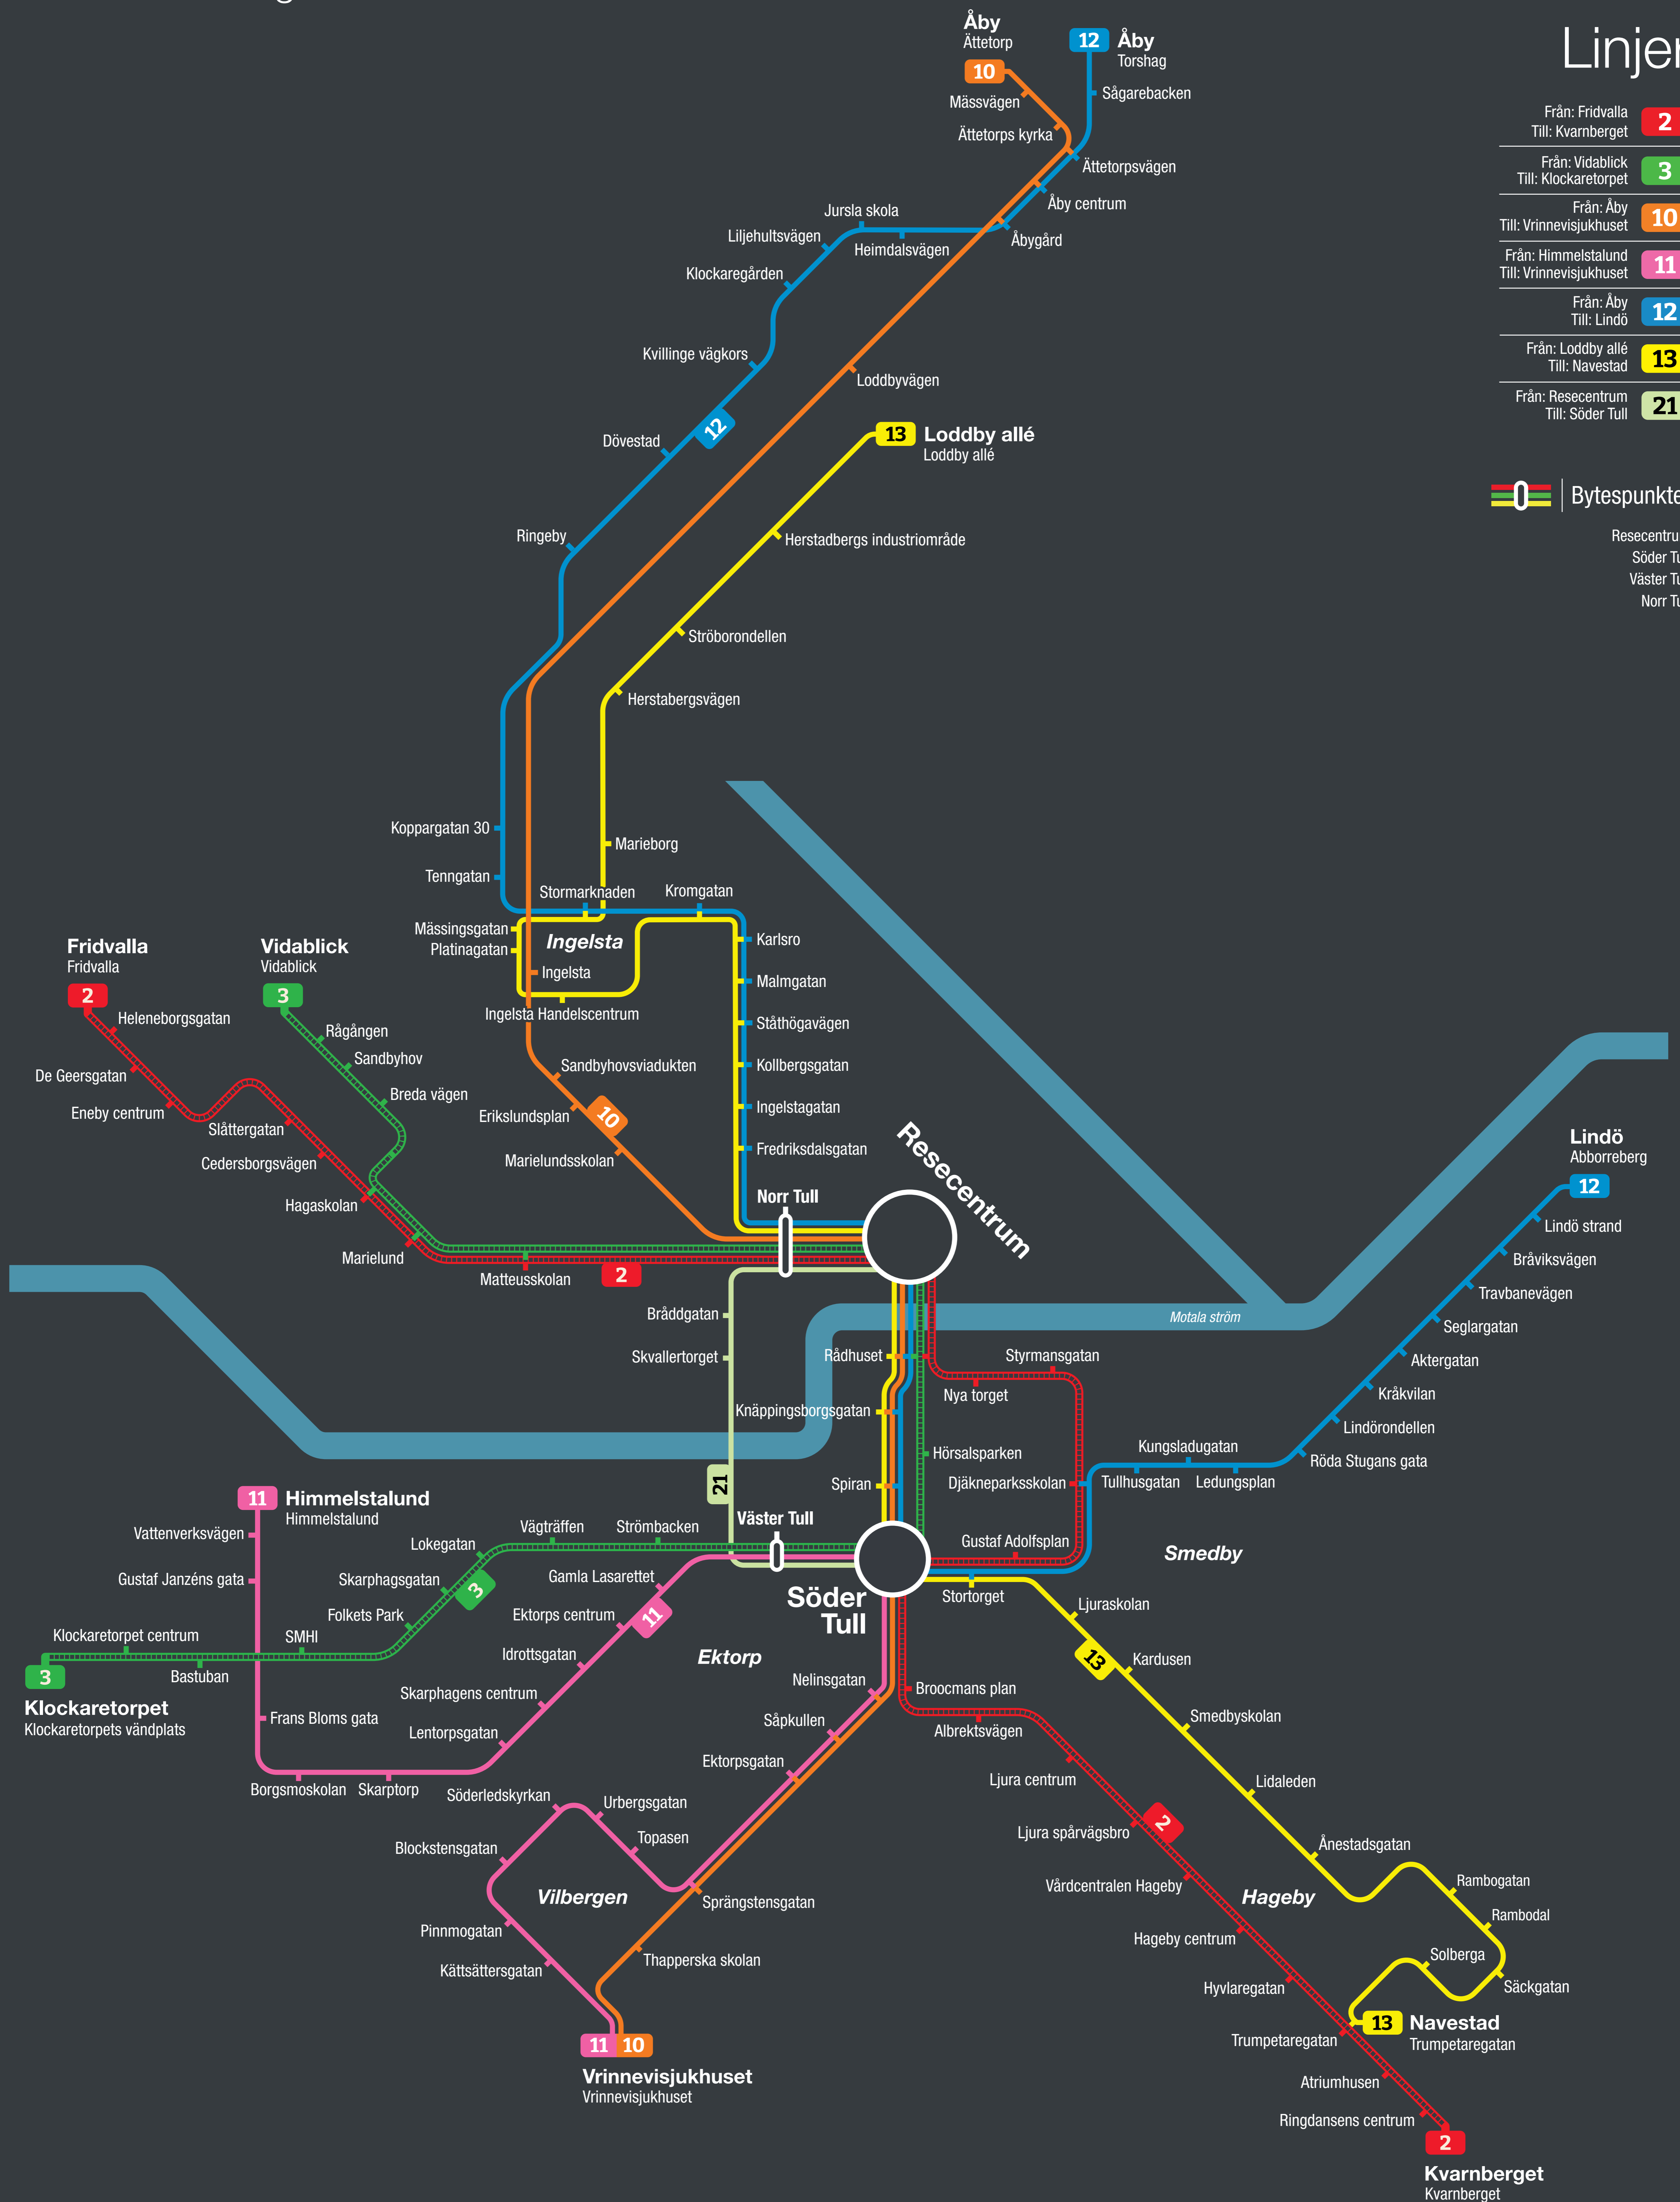 Åby
Ättetorp
10
12
Åby
Torshag
Mässvägen
Sågarebacken
Ättetorps kyrka
Ättetorpsvägen
Åby centrum
Åbygård
Jursla skola
Heimdalsvägen
Liljehultsvägen
Klockaregården
Kvillinge vägkors
12
Dövestad
Ringeby
Loddbyvägen
13
Loddby allé
Loddby allé
Herstadbergs industriområde
Ströborondellen
Herstabergsvägen
Linjer
Från: Fridvalla
Till: Kvarnberget
2
Från: Vidablick
Till: Klockaretorpet
3
Från: Åby
Till: Vrinnevisjukhuset
10
Från: Himmelstalund
Till: Vrinnevisjukhuset
11
Från: Åby
Till: Lindö
12
Från: Loddby allé
Till: Navestad
13
Från: Resecentrum
Till: Söder Tull
21
Bytespunkte
Resecentru
Söder Tu
Väster Tu
Norr Tu
Koppargatan 30
Tenngatan
Marieborg
Stormarknaden
Kromgatan
Mässingsgatan
Platinagatan
Ingelsta
Ingelsta
Ingelsta Handelscentrum
Karlsro
Malmgatan
Ståthögavägen
Kollbergsgatan
Ingelstagatan
Fredriksdalsgatan
Sandbyhovsviadukten
Erikslundsplan
10
Marielundsskolan
Fridvalla
Fridvalla
2
Heleneborgsgatan
De Geersgatan
Eneby centrum
Slåttergatan
Cedersborgsvägen
Hagaskolan
Marielund
Matteusskolan
2
Vidablick
Vidablick
3
Rågången
Sandbyhov
Breda vägen
Norr Tull
Resecentrum
Bråddgatan
Skvallertorget
21
Rådhuset
Knäppingsborgsgatan
Spiran
Hörsalsparken
Styrmansgatan
Nya torget
Djäkneparksskolan
Gustaf Adolfsplan
Motala ström
Lindö
Abborreberg
12
Lindö strand
Bråviksvägen
Travbanevägen
Seglargatan
Aktergatan
Kråkvilan
Lindörondellen
Röda Stugans gata
Kungsladugatan
Tullhusgatan
Ledungsplan
Smedby
11
Himmelstalund
Himmelstalund
Vattenverksvägen
Gustaf Janzéns gata
Frans Bloms gata
Borgsmoskolan
Skarptorp
Lentorpsgatan
Skarphagens centrum
Idrottsgatan
Ektorps centrum
11
Gamla Lasarettet
Väster Tull
Strömbacken
Vägträffen
Lokegatan
Skarphagsgatan
3
Folkets Park
SMHI
Bastuban
Klockaretorpet centrum
3
Klockaretorpet
Klockaretorpets vändplats
Söder
Tull
Ektorp
Stortorget
Ljuraskolan
13
Kardusen
Smedbyskolan
Lidaleden
Ånestadsgatan
Rambogatan
Rambodal
Säckgatan
Solberga
13
Navestad
Trumpetaregatan
Nelinsgatan
Såpkullen
Ektorpsgatan
Sprängstensgatan
Thapperska skolan
Topasen
Urbergsgatan
Söderledskyrkan
Blockstensgatan
Vilbergen
Pinnmogatan
Kättsättersgatan
11
10
Vrinnevisjukhuset
Vrinnevisjukhuset
Broocmans plan
Albrektsvägen
Ljura centrum
Ljura spårvägsbro
2
Vårdcentralen Hageby
Hageby
Hageby centrum
Hyvlaregatan
Trumpetaregatan
Atriumhusen
Ringdansens centrum
2
Kvarnberget
Kvarnberget